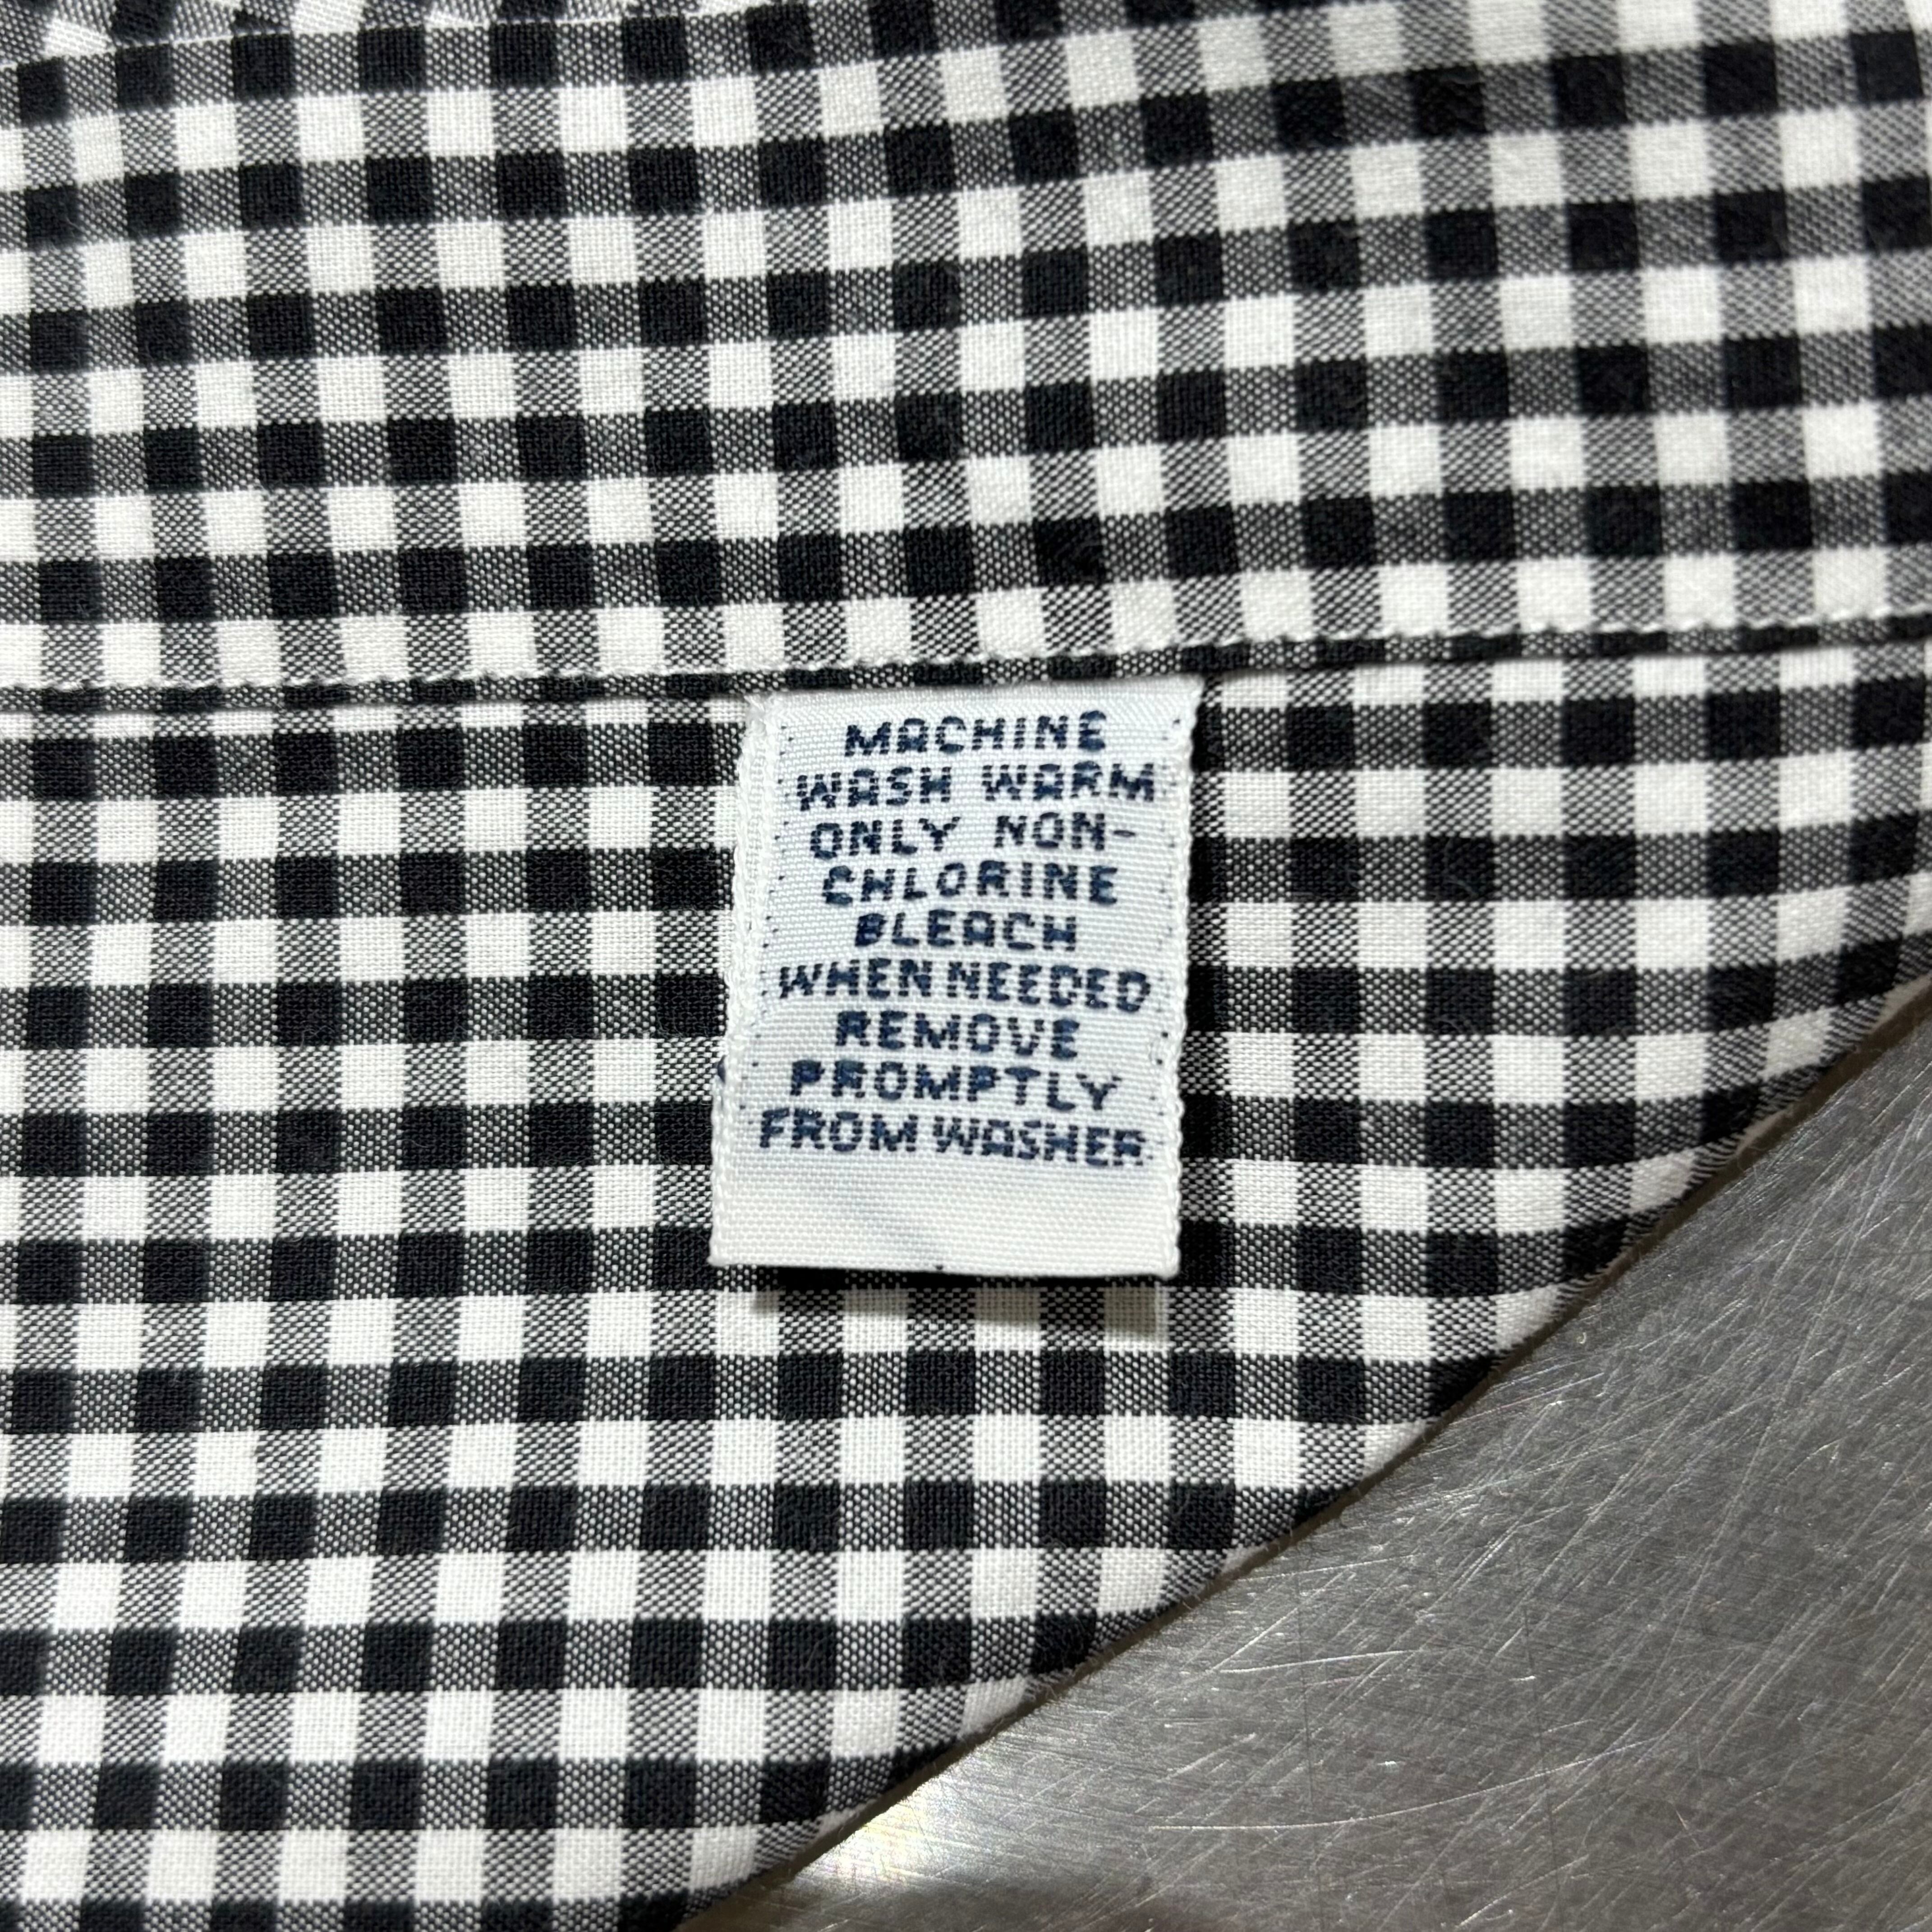 MACHINE
WASH WARM
ONLY NON-
CHLORINE
BLEACH
WHEN NEEDED
REMOVE
PROMPTLY
FROM WASHER